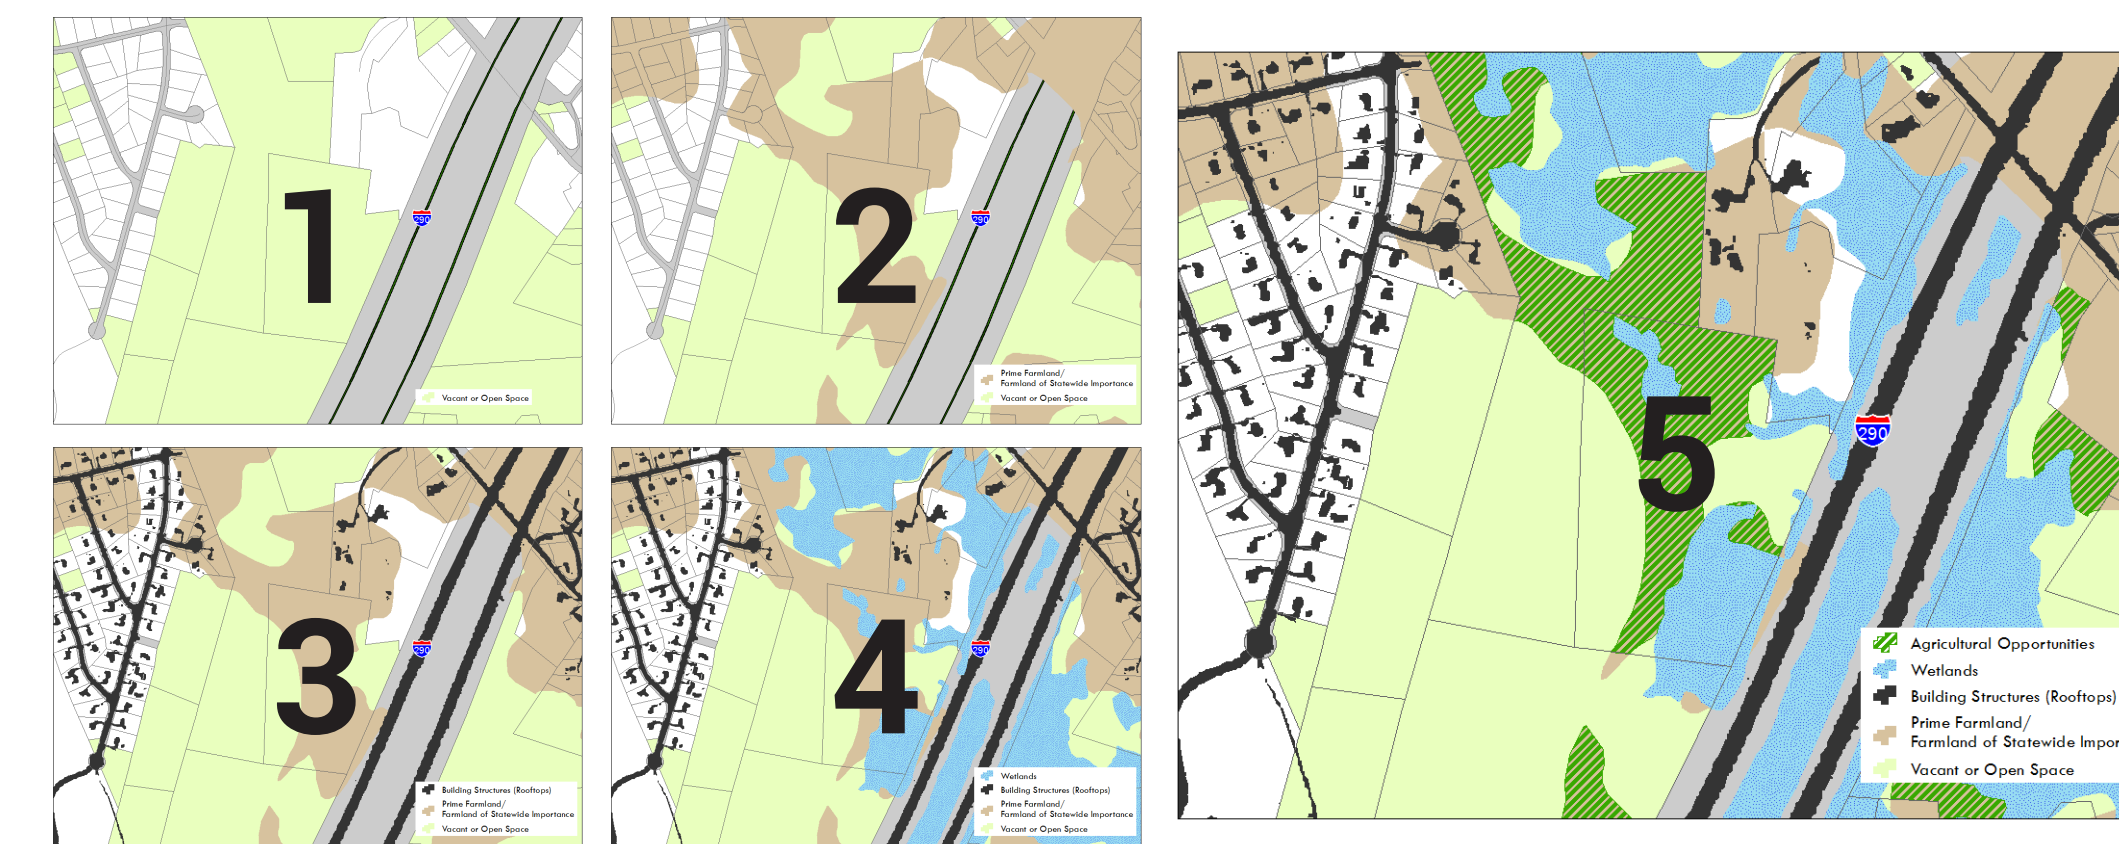 1
290
Vacant or Open Space
2
290
Prime Farmland/
Farmland of Statewide Importance
Vacant or Open Space
3
290
Building Structures (Rooftops)
Prime Farmland/
Farmland of Statewide Importance
Vacant or Open Space
4
290
Wetlands
Building Structures (Rooftops)
Prime Farmland/
Farmland of Statewide Importance
Vacant or Open Space
5
290
Agricultural Opportunities
Wetlands
Building Structures (Rooftops)
Prime Farmland/
Farmland of Statewide Impor
Vacant or Open Space